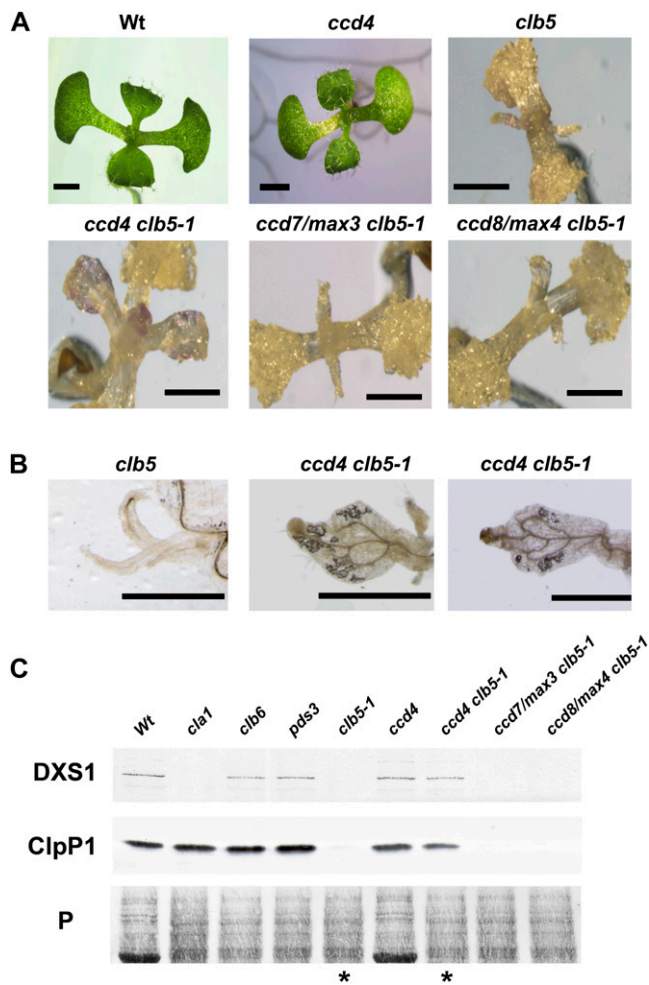 A
Wt ccd4 clb5
ccd4 clb5-1 ccd7/max3 clb5-1 ccd8/max4 clb5-1
B
clb5 ccd4 clb5-1 ccd4 clb5-1
C
Wt cla1 clb6 pds3 clb5-1 ccd4 ccd4 clb5-1 ccd7/max3 clb5-1 ccd8/max4 clb5-1
DXS1
ClpP1
P
* *